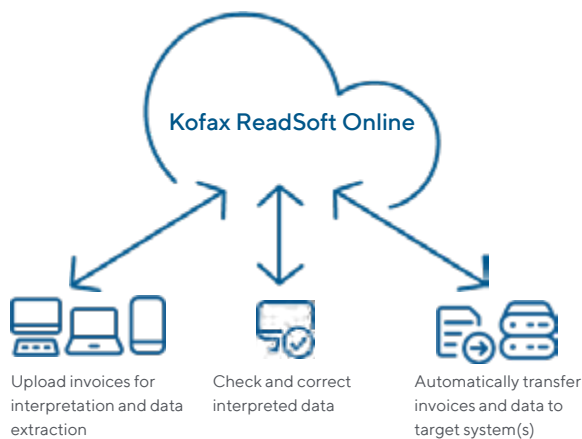 Kofax ReadSoft Online
Upload invoices for
interpretation and data
extraction
Check and correct
interpreted data
Automatically transfer
invoices and data to
target system(s)